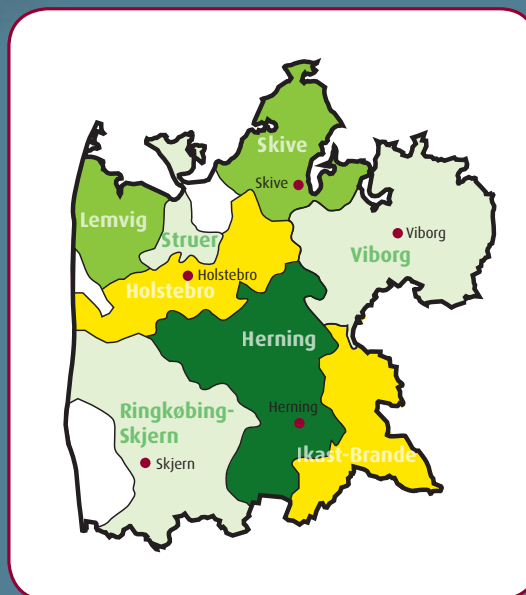 Skive
Skive
Lemvig
Viborg
Struer
Viborg
Holstebro
Holstebro
Herning
Ringkøbing-
Skjern
Herning
Ikast-Brande
Skjern